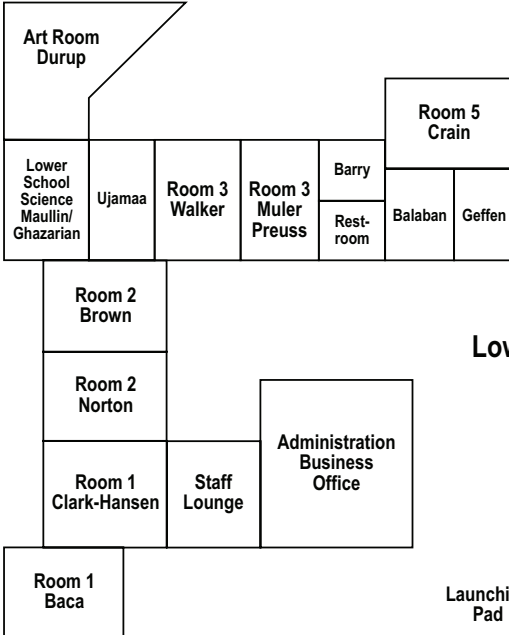 Art Room
Durup
Room 5
Crain
Lower
School
Science
Maullin/
Ghazarian
Ujamaa
Room 3
Walker
Room 3
Muler
Preuss
Barry
Rest-
room
Balaban
Geffen
Room 2
Brown
Low
Room 2
Norton
Administration
Business
Office
Room 1
Clark-Hansen
Staff
Lounge
Room 1
Baca
Launchi
Pad